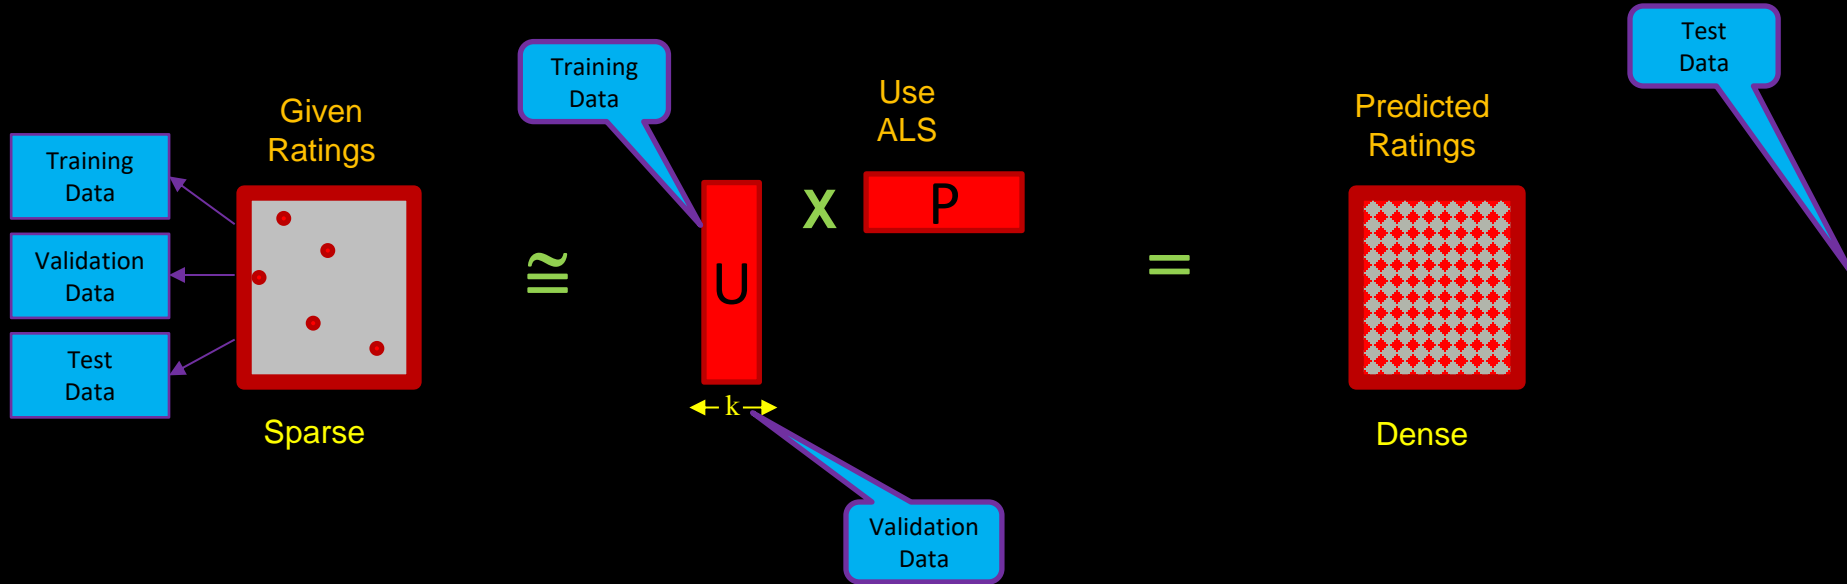 Training
Data
Validation
Data
Test
Data
Given
Ratings
Sparse
≅
Training
Data
U
k
Validation
Data
x
Use
ALS
P
=
Predicted
Ratings
Dense
Test
Data